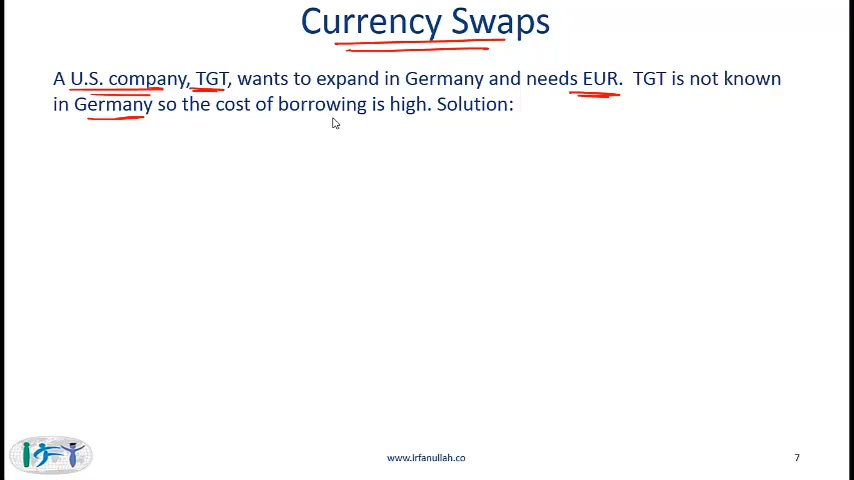 Currency Swaps
A U.S. company, TGT, wants to expand in Germany and needs EUR. TGT is not known
in Germany so the cost of borrowing is high. Solution:
www.irfanullah.co
7